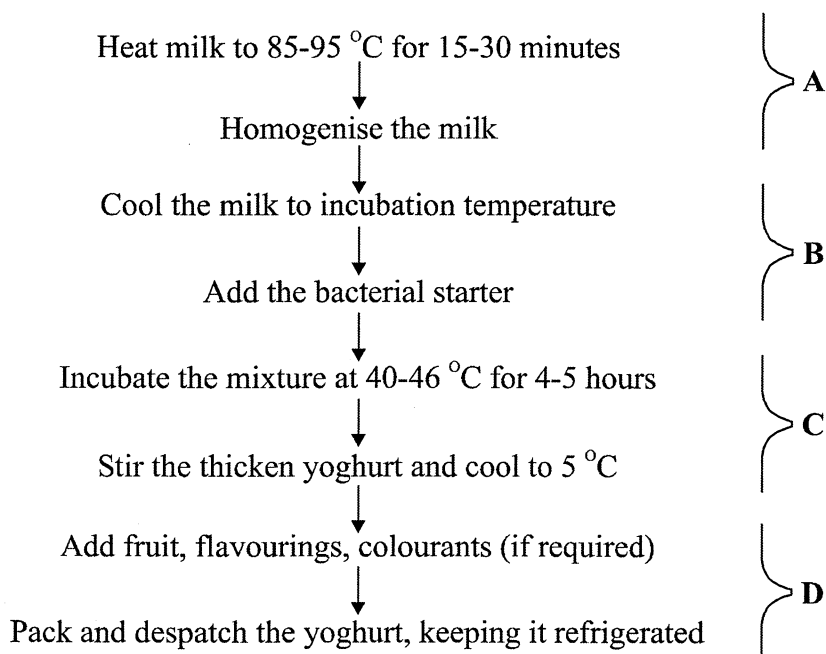 Heat milk to 85-95 °C for 15-30 minutes
A
Homogenise the milk
Cool the milk to incubation temperature
B
Add the bacterial starter
Incubate the mixture at 40-46 °C for 4-5 hours
C
Stir the thicken yoghurt and cool to 5 °C
Add fruit, flavourings, colourants (if required)
D
Pack and despatch the yoghurt, keeping it refrigerated